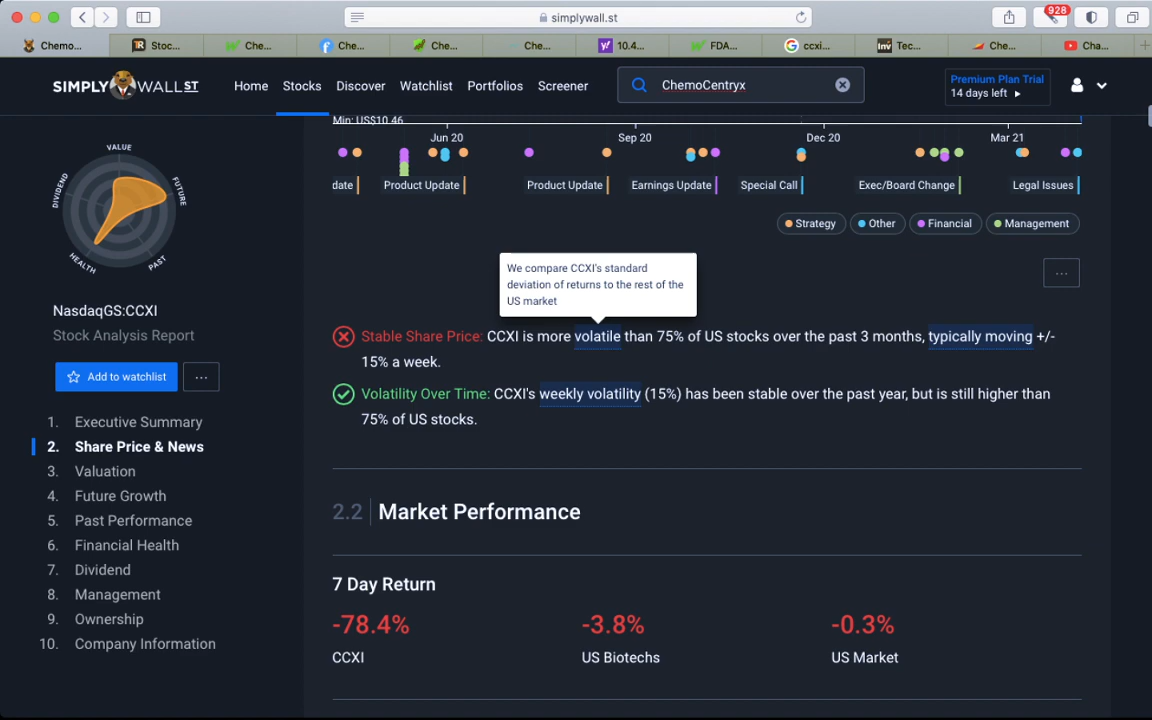 simplywall.st
928
Chemo...
Stoc...
Che...
Che...
Che...
Che...
10.4...
FDA...
ccxi...
Tec...
Che...
Cha...
SIMPLY WALL ST
Home
Stocks
Discover
Watchlist
Portfolios
Screener
ChemoCentryx
Premium Plan Trial
14 days left
Min: US$10.46
Jun 20
Sep 20
Dec 20
Mar 21
date
Product Update
Product Update
Earnings Update
Special Call
Exec/Board Change
Legal Issues
Strategy
Other
Financial
Management
VALUE
FUTURE
PAST
HEALTH
DIVIDEND
NasdaqGS:CCXI
Stock Analysis Report
Add to watchlist
...
1. Executive Summary
2. Share Price & News
3. Valuation
4. Future Growth
5. Past Performance
6. Financial Health
7. Dividend
8. Management
9. Ownership
10. Company Information
...
We compare CCXI's standard
deviation of returns to the rest of the
US market
Stable Share Price: CCXI is more volatile than 75% of US stocks over the past 3 months, typically moving +/-
15% a week.
Volatility Over Time: CCXI's weekly volatility (15%) has been stable over the past year, but is still higher than
75% of US stocks.
2.2 Market Performance
7 Day Return
-78.4%
-3.8%
-0.3%
CCXI
US Biotechs
US Market